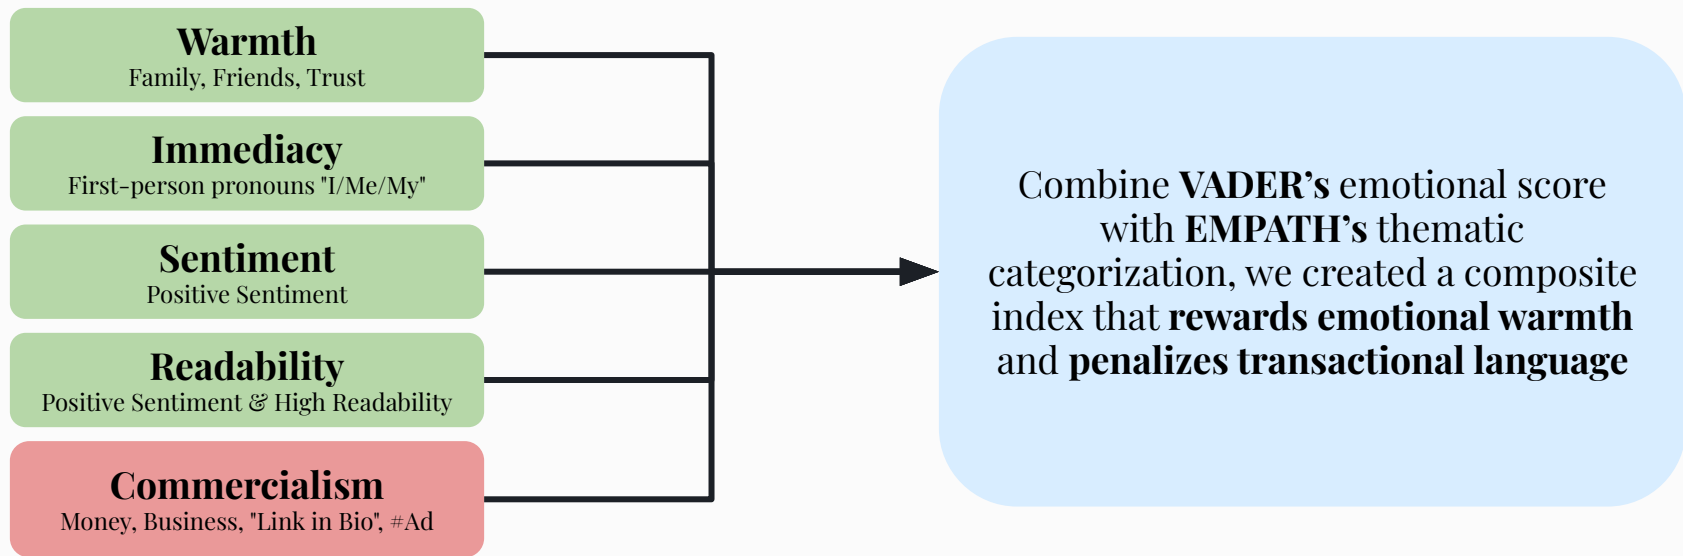 Warmth
Family, Friends, Trust
Immediacy
First-person pronouns "I/Me/My"
Sentiment
Positive Sentiment
Readability
Positive Sentiment & High Readability
Commercialism
Money, Business, "Link in Bio", #Ad
Combine VADER’s emotional score
with EMPATH’s thematic
categorization, we created a composite
index that rewards emotional warmth
and penalizes transactional language